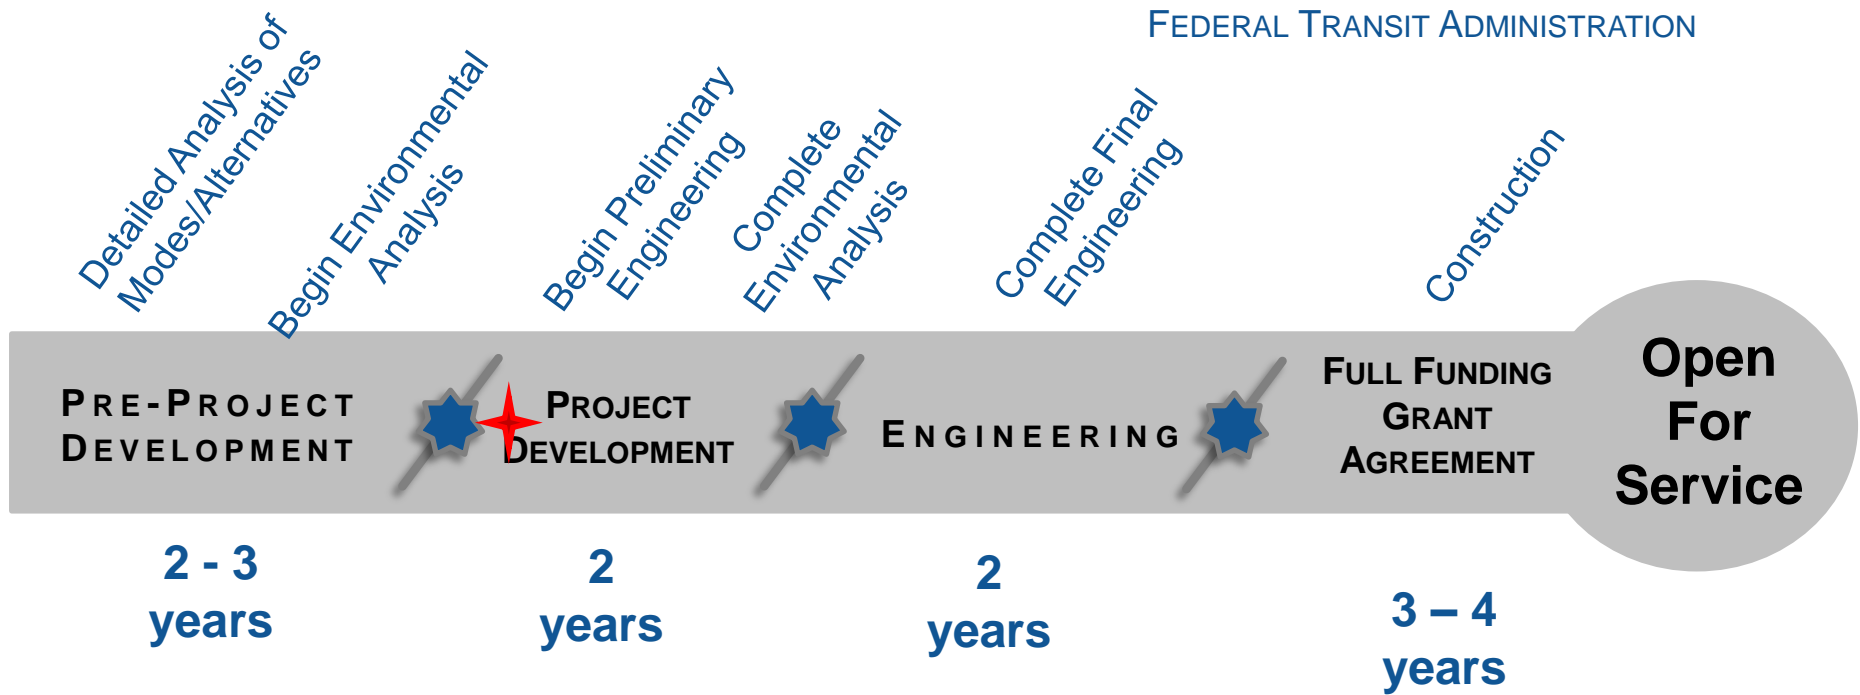 FEDERAL TRANSIT ADMINISTRATION
Detailed Analysis of
Modes/Alternatives
Begin Environmental
Analysis
Begin Preliminary
Engineering
Complete
Environmental
Analysis
Complete Final
Engineering
Construction
PRE-PROJECT
DEVELOPMENT
PROJECT
DEVELOPMENT
ENGINEERING
FULL FUNDING
GRANT
AGREEMENT
Open
For
Service
2 - 3
years
2
years
2
years
3 – 4
years